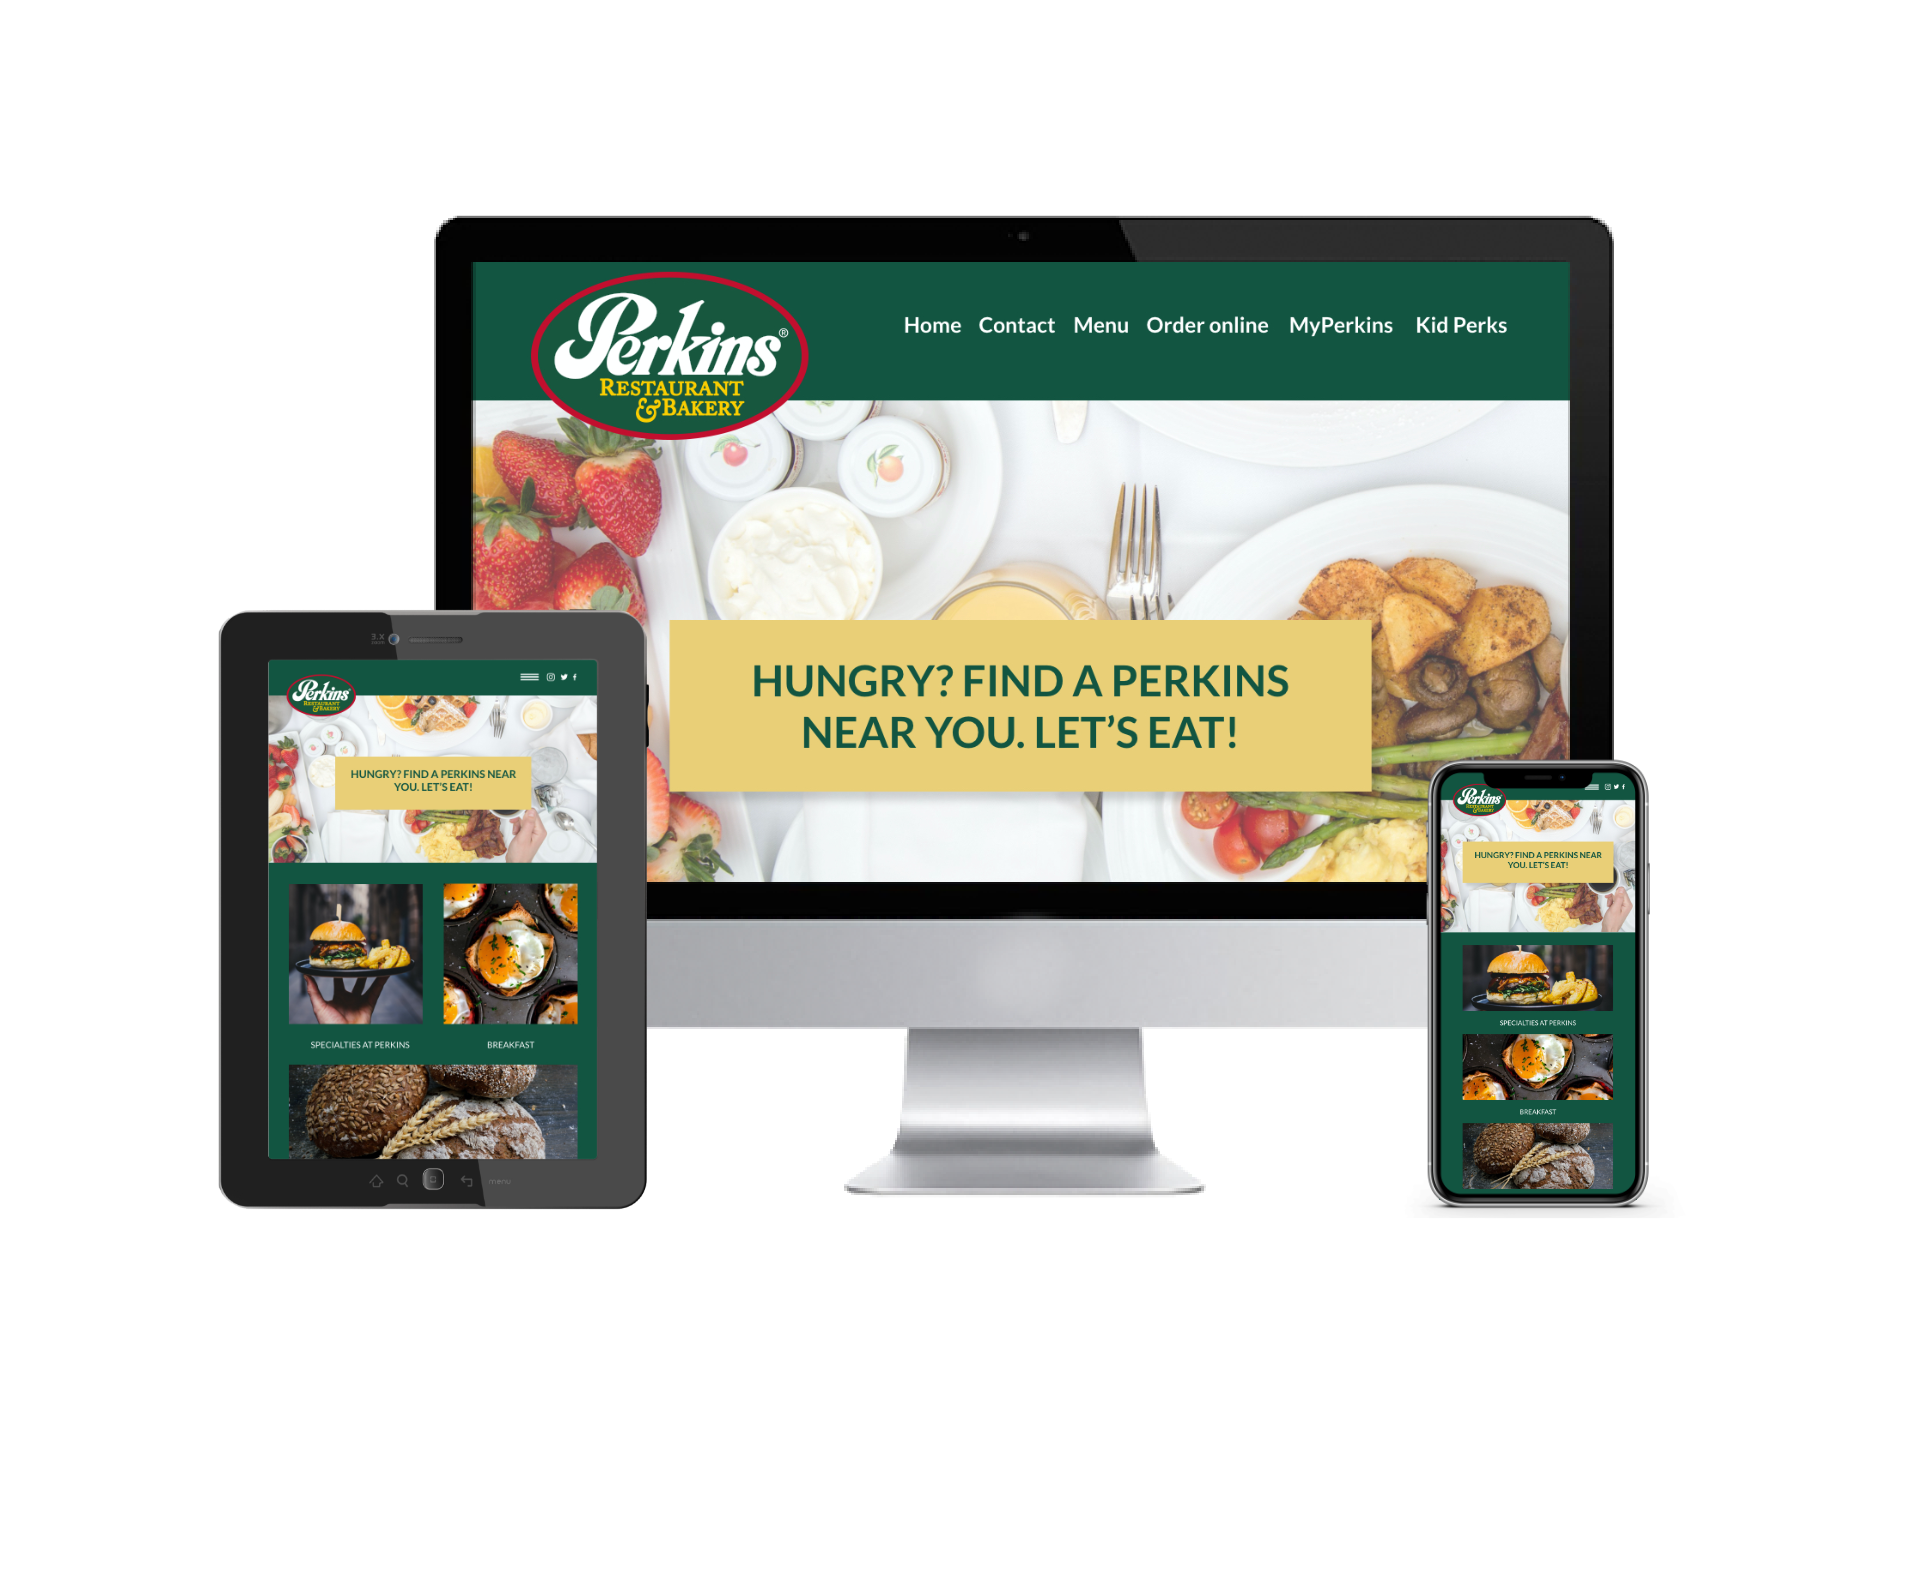 Perkins®
RESTAURANT
& BAKERY
Home Contact Menu Order online MyPerkins Kid Perks
HUNGRY? FIND A PERKINS
NEAR YOU. LET'S EAT!
3.X
Perkins
RESTAURANT
& BAKERY
HUNGRY? FIND A PERKINS NEAR
YOU. LET'S EAT!
SPECIALTIES AT PERKINS BREAKFAST
menu
Perkins
RESTAURANT
& BAKERY
HUNGRY? FIND A PERKINS NEAR
YOU. LET'S EAT!
SPECIALTIES AT PERKINS
BREAKFAST